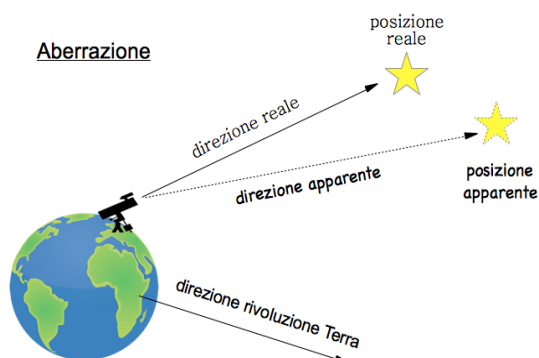 Aberrazione
posizione
reale
direzione reale
direzione apparente
posizione
apparente
direzione rivoluzione Terra